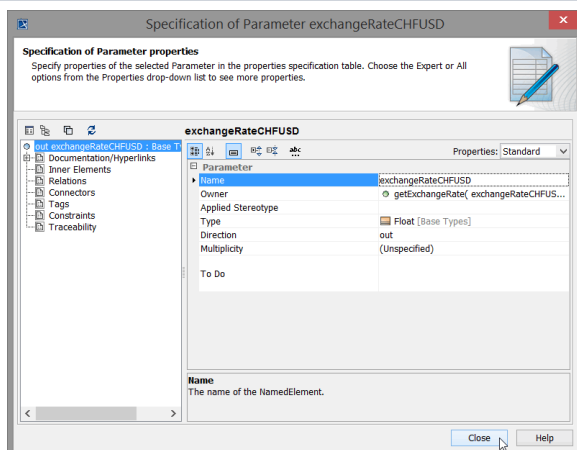 Specification of Parameter exchangeRateCHFUSD
Specification of Parameter properties
Specify properties of the selected Parameter in the properties specification table. Choose the Expert or All
options from the Properties drop-down list to see more properties.
exchangeRateCHFUSD
out exchangeRateCHFUSD : Base T
Documentation/Hyperlinks
Inner Elements
Relations
Connectors
Tags
Constraints
Traceability
abc
Properties: Standard
Parameter
Name exchangeRateCHFUSD
Owner getExchangeRate( exchangeRateCHFUS...
Applied Stereotype
Type Float [Base Types]
Direction out
Multiplicity (Unspecified)
To Do
Name
The name of the NamedElement.
Close Help